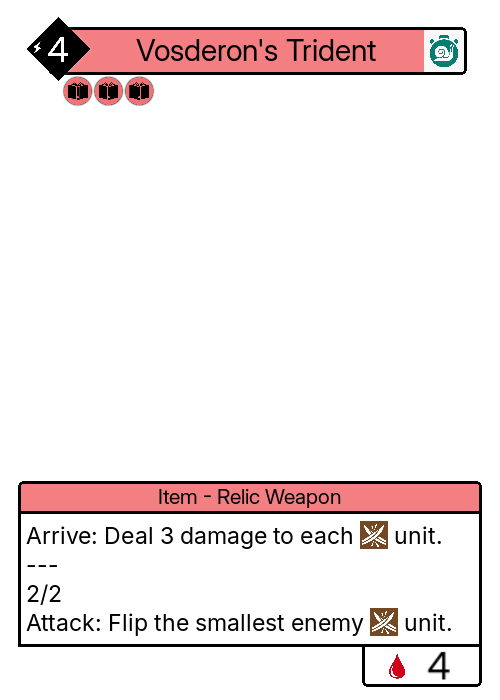 4
Vosderon's Trident
Item - Relic Weapon
Arrive: Deal 3 damage to each unit.
---
2/2
Attack: Flip the smallest enemy unit.
4